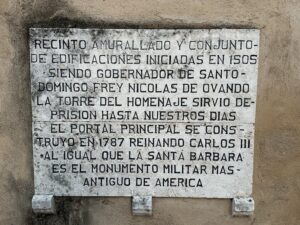 RECINTO AMURALLADO Y CONJUNTO-
DE EDIFICACIONES INICIADAS EN 1505
SIENDO GOBERNADOR DE SANTO-
DOMINGO FREY NICOLAS DE OVANDO
LA TORRE DEL HOMENAJE SIRVIO DE-
PRISION HASTA NUESTROS DIAS
EL PORTAL PRINCIPAL SE CONS-
TRUYO EN 1787 REINANDO CARLOS III
AL IGUAL QUE LA SANTA BARBARA
ES EL MONUMENTO MILITAR MAS-
ANTIGUO DE AMERICA